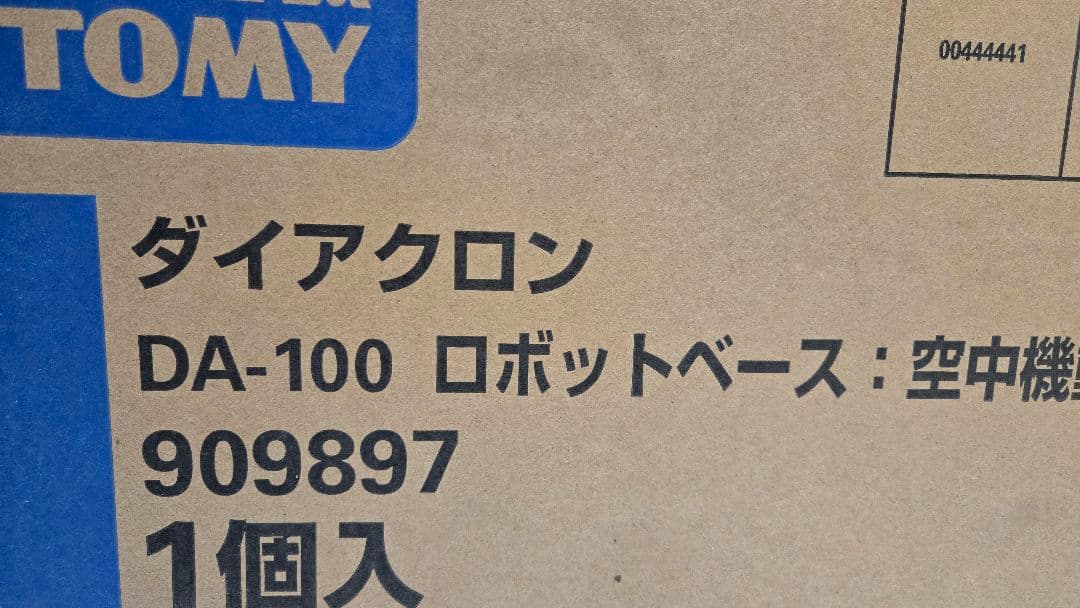 TOMY
00444441
ダイアクロン
DA-100 ロボットベース：空中機
909897
1個入